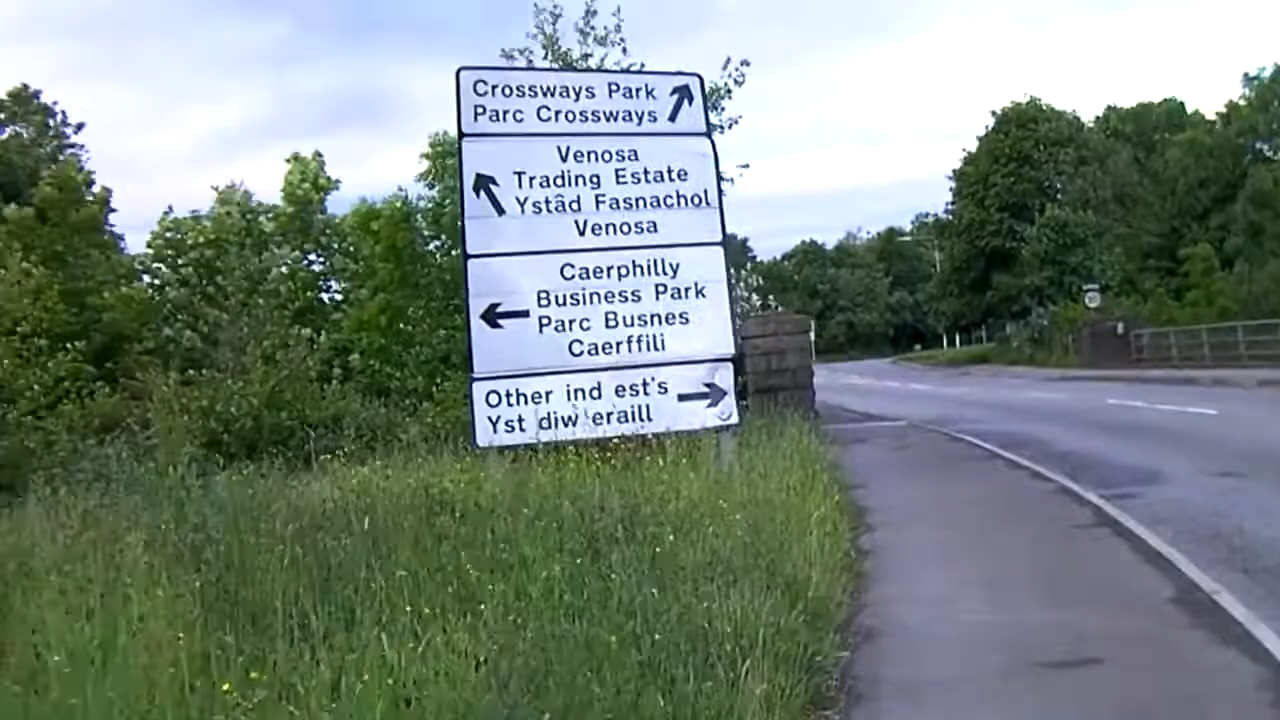 Crossways Park
Parc Crossways
Venosa
Trading Estate
Ystâd Fasnachol
Venosa
Caerphilly
Business Park
Parc Busnes
Caerffili
Other ind est's
Yst diw eraill